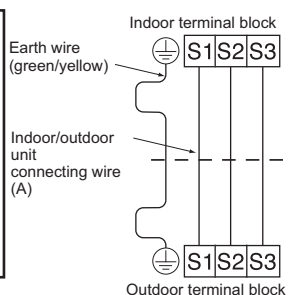 Indoor terminal block
Earth wire
(green/yellow)
S1 S2 S3
Indoor/outdoor
unit
connecting wire
(A)
S1 S2 S3
Outdoor terminal block